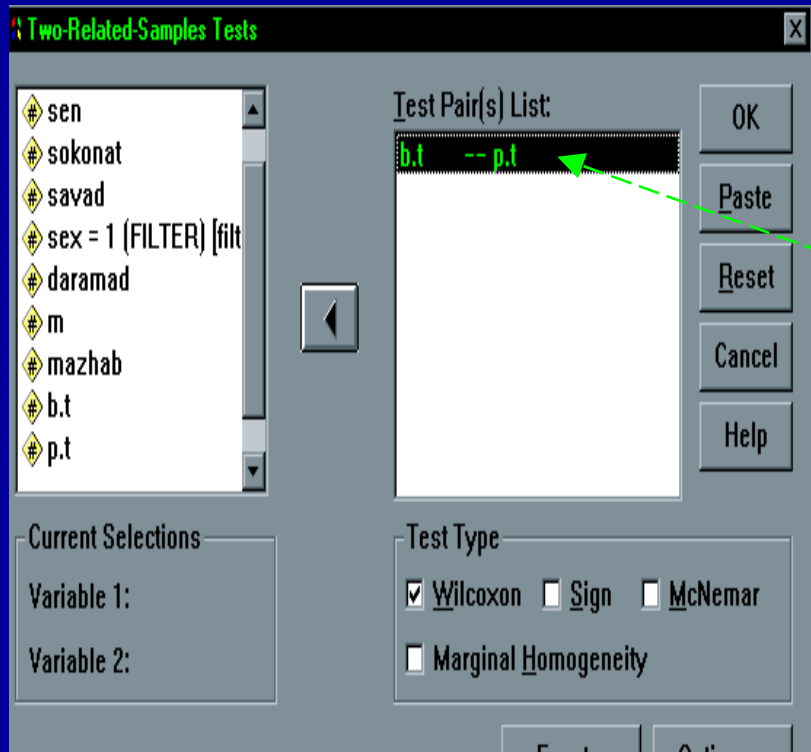 Two-Related-Samples Tests
sen
sokonat
savad
sex = 1 (FILTER) [filt
daramad
m
mazhab
b.t
p.t
Test Pair(s) List:
b.t -- p.t
OK
Paste
Reset
Cancel
Help
Current Selections
Variable 1:
Variable 2:
Test Type
Wilcoxon Sign McNemar
Marginal Homogeneity